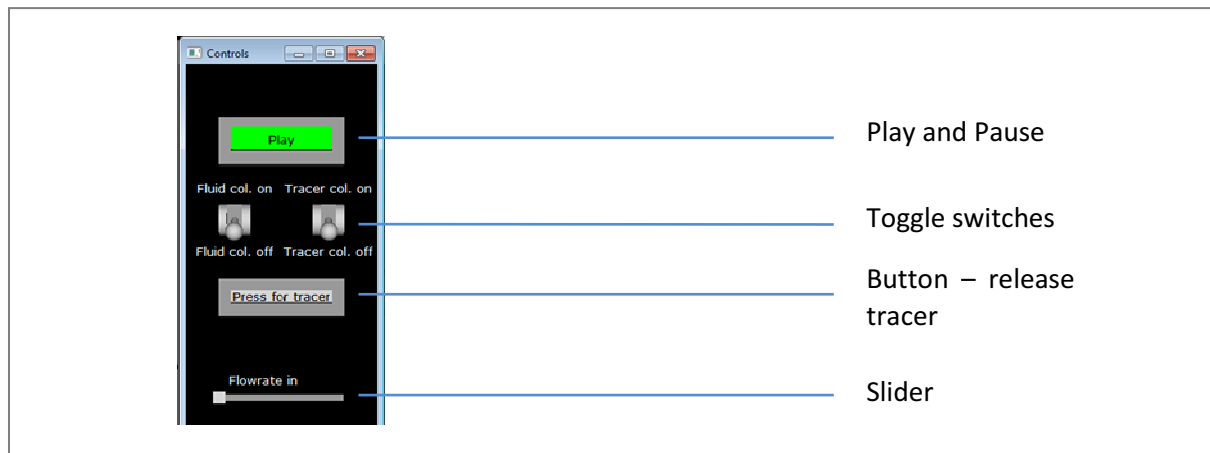 Controls
Play
Play and Pause
Fluid col. on Tracer col. on
Toggle switches
Fluid col. off Tracer col. off
Press for tracer
Button – release
tracer
Flowrate in
Slider